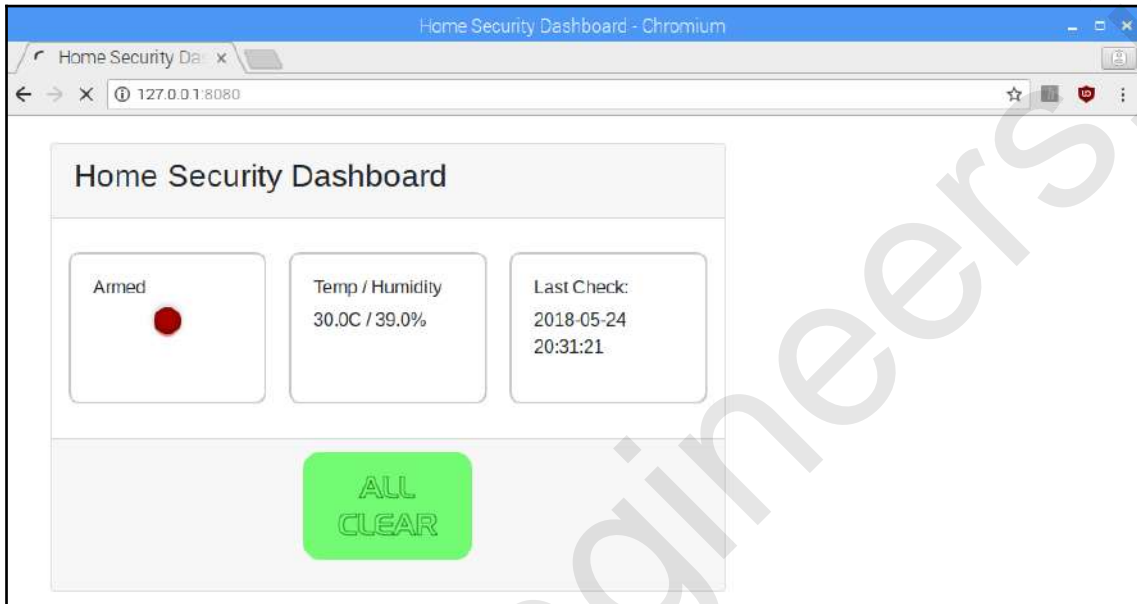 Home Security Dashboard - Chromium
Home Security Da
127.0.0.1:8080
Home Security Dashboard
Armed
Temp / Humidity
30.0C / 39.0%
Last Check:
2018-05-24
20:31:21
ALL
CLEAR
gineers.